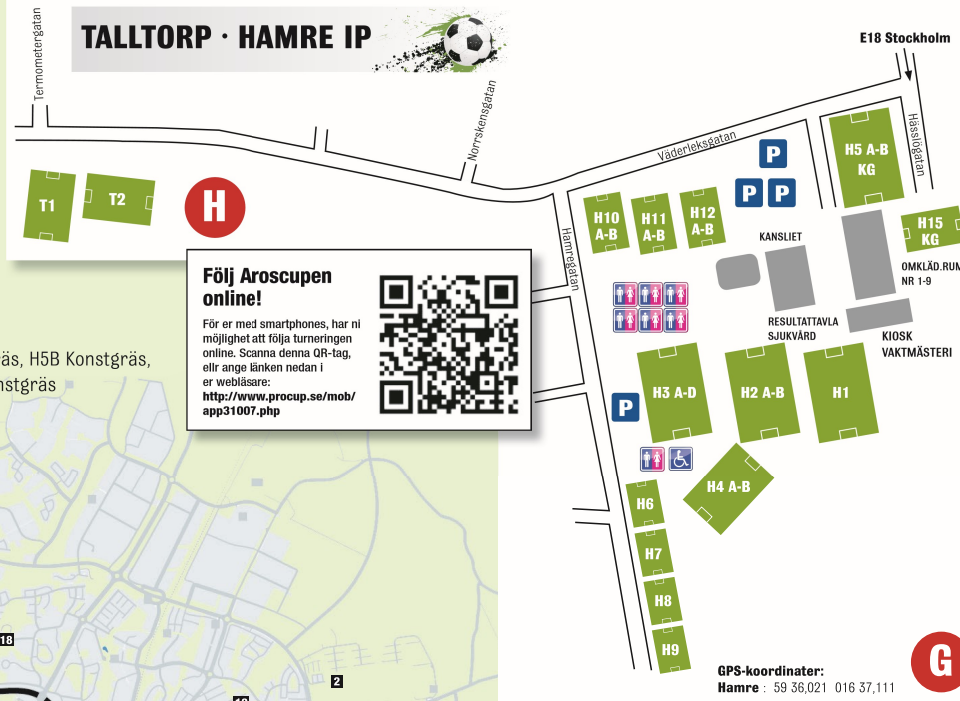 TALLTORP · HAMRE IP
Termometergatan
Norrskensgatan
E18 Stockholm
Väderleksgatan
Hässlögatan
Hamregatan
T1
T2
H
P
P P
H5 A-B
KG
H10
A-B
H11
A-B
H12
A-B
H15
KG
KANSLIET
OMKLÄD.RUM
NR 1-9
RESULTATTAVLA
SJUKVÅRD
KIOSK
VAKTMÄSTERI
Följ Aroscupen
online!
För er med smartphones, har ni
möjlighet att följa turneringen
online. Scanna denna QR-tag,
ellr ange länken nedan i
er webläsare:
http://www.procup.se/mob/
app31007.php
äs, H5B Konstgräs,
nstgräs
P
H3 A-D
H2 A-B
H1
H4 A-B
H6
H7
H8
H9
18
2
G
GPS-koordinater:
Hamre : 59 36,021 016 37,111